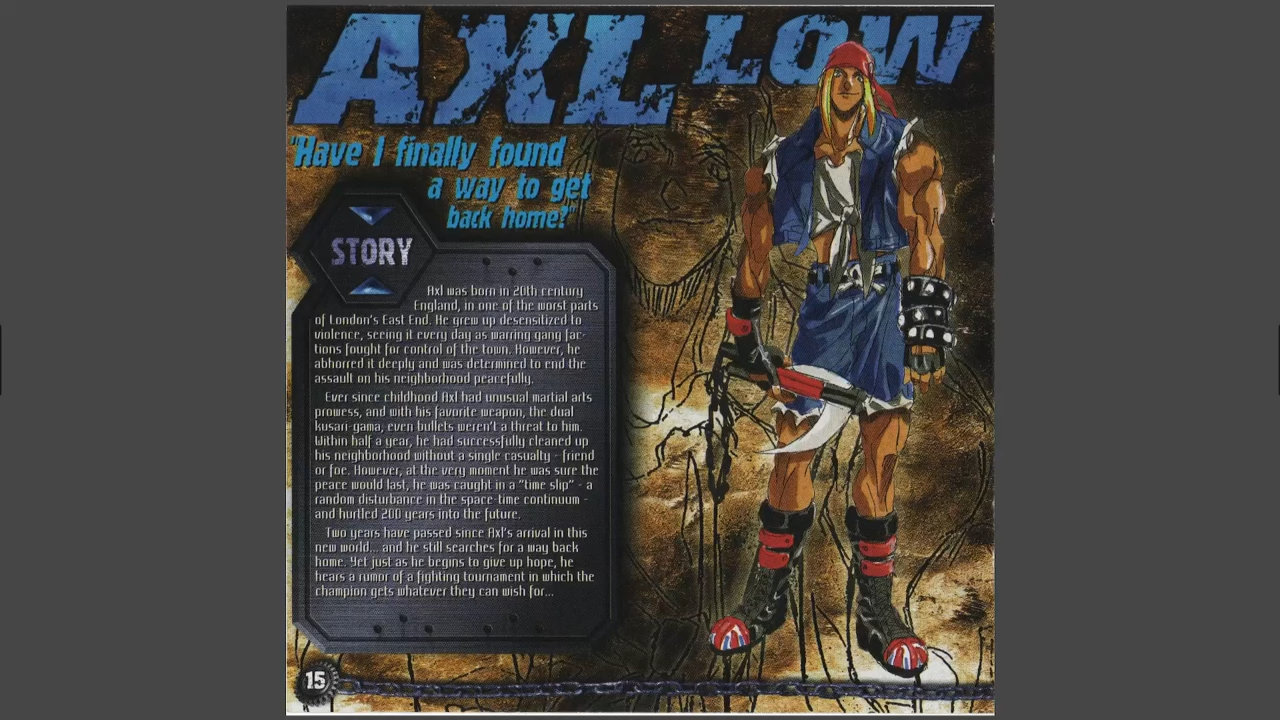 AXL LOW
"Have I finally found
a way to get
back home?"
STORY
Axl was born in 20th century
England, in one of the worst parts
of London's East End. He grew up desensitized to
violence, seeing it every day as warring gang fac-
tions fought for control of the town. However, he
abhorred it deeply and was determined to end the
assault on his neighborhood peacefully.
Ever since childhood Axl had unusual martial arts
prowess, and with his favorite weapon, the dual
kusari-gama, even bullets weren't a threat to him.
Within half a year, he had successfully cleaned up
his neighborhood without a single casualty - friend
or foe. However, at the very moment he was sure the
peace would last, he was caught in a "time slip" - a
random disturbance in the space-time continuum -
and hurtled 200 years into the future.
Two years have passed since Axl's arrival in this
new world... and he still searches for a way back
home. Yet just as he begins to give up hope, he
hears a rumor of a fighting tournament in which the
champion gets whatever they can wish for...
15